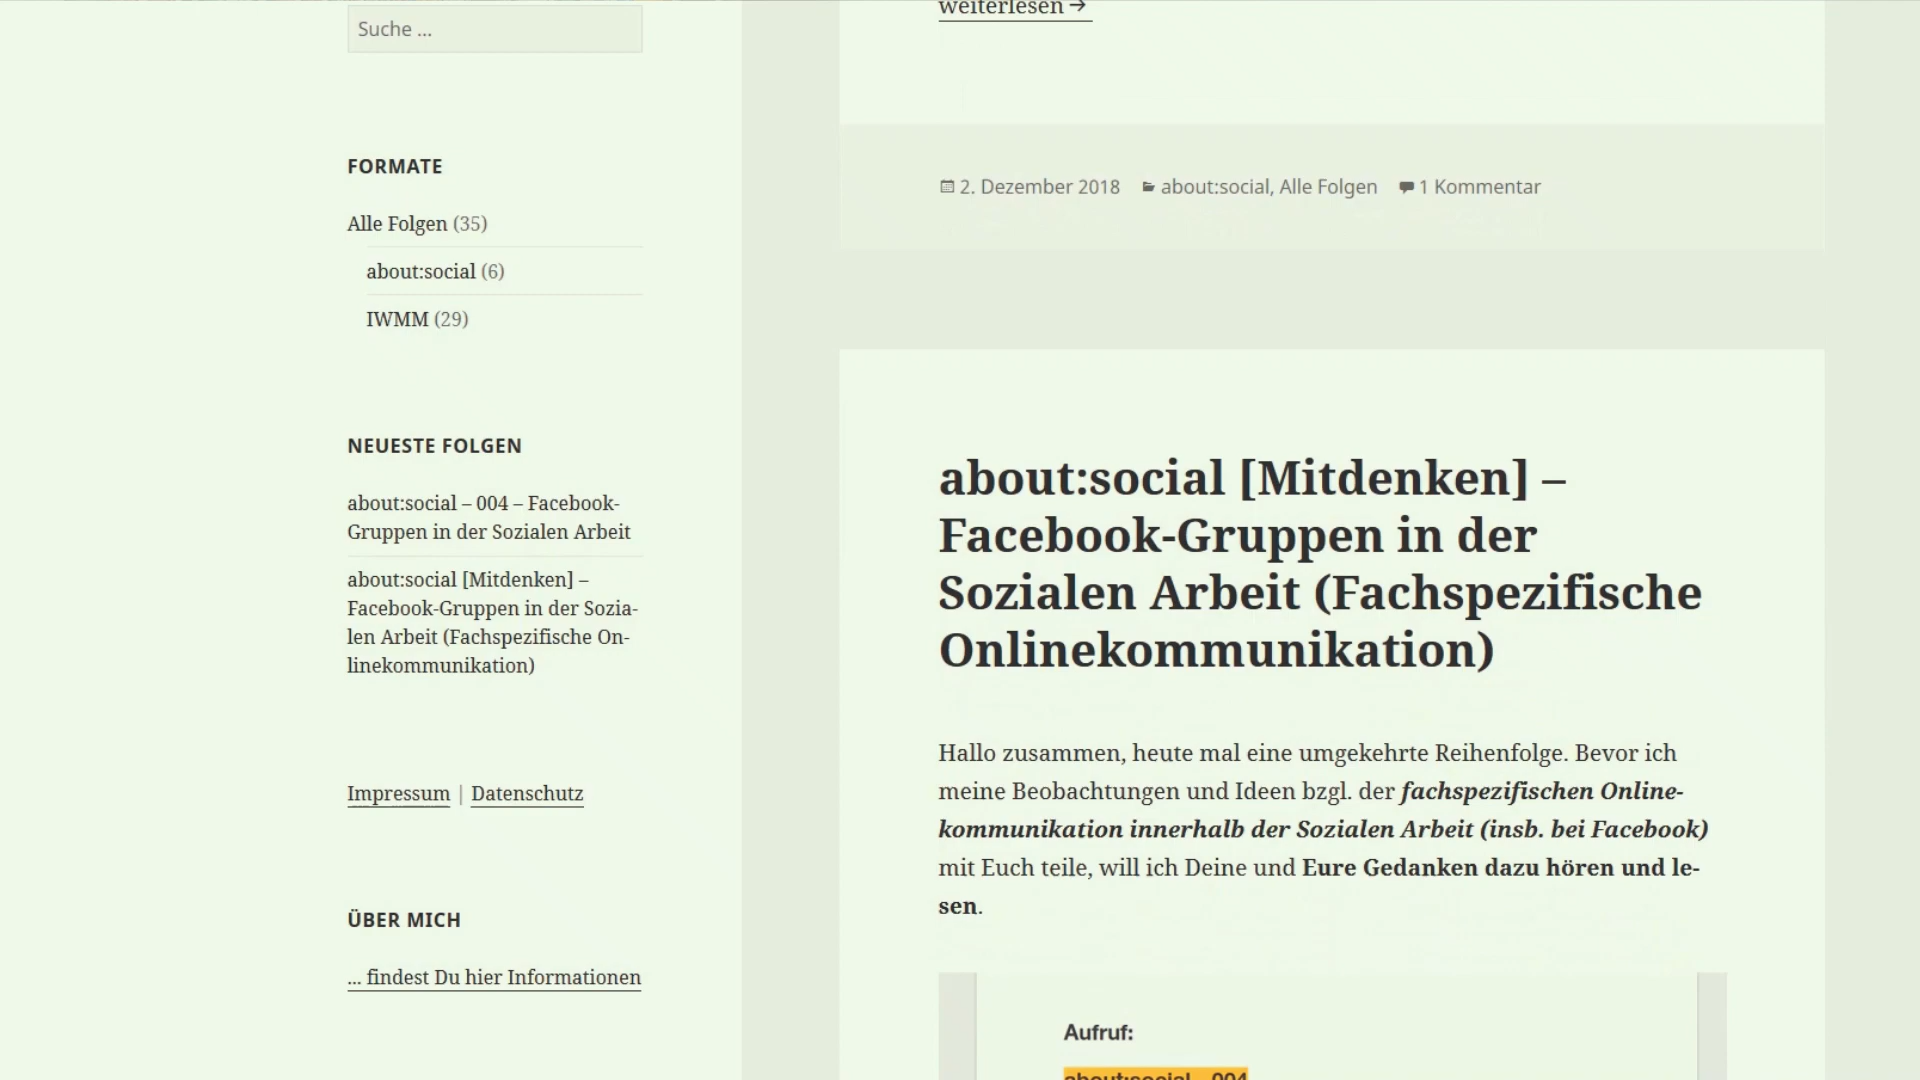 Suche ...
FORMATE
Alle Folgen (35)
about:social (6)
IWMM (29)
NEUESTE FOLGEN
about:social – 004 – Facebook-
Gruppen in der Sozialen Arbeit
about:social [Mitdenken] –
Facebook-Gruppen in der Sozia-
len Arbeit (Fachspezifische On-
linekommunikation)
Impressum | Datenschutz
ÜBER MICH
... findest Du hier Informationen
weiterlesen →
2. Dezember 2018 about:social, Alle Folgen 1 Kommentar
about:social [Mitdenken] –
Facebook-Gruppen in der
Sozialen Arbeit (Fachspezifische
Onlinekommunikation)
Hallo zusammen, heute mal eine umgekehrte Reihenfolge. Bevor ich
meine Beobachtungen und Ideen bzgl. der fachspezifischen Online-
kommunikation innerhalb der Sozialen Arbeit (insb. bei Facebook)
mit Euch teile, will ich Deine und Eure Gedanken dazu hören und le-
sen.
Aufruf:
about:social – 004